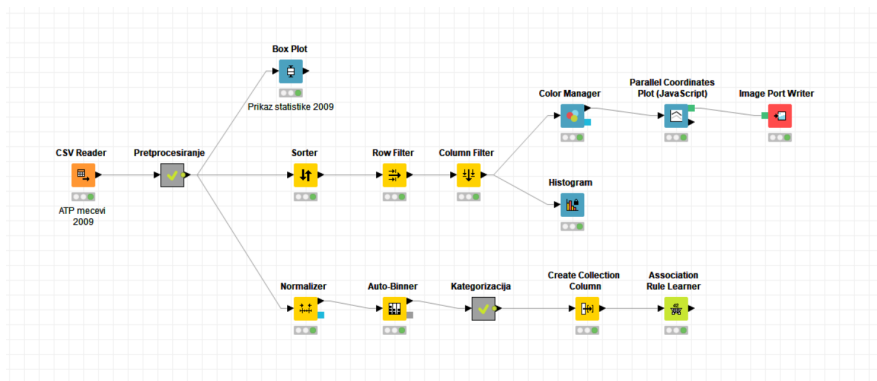 Box Plot
Prikaz statistike 2009
Color Manager
Parallel Coordinates
Plot (JavaScript)
Image Port Writer
CSV Reader
ATP mecevi
2009
Pretprocesiranje
Sorter
Row Filter
Column Filter
Histogram
Normalizer
Auto-Binner
Kategorizacija
Create Collection
Column
Association
Rule Learner